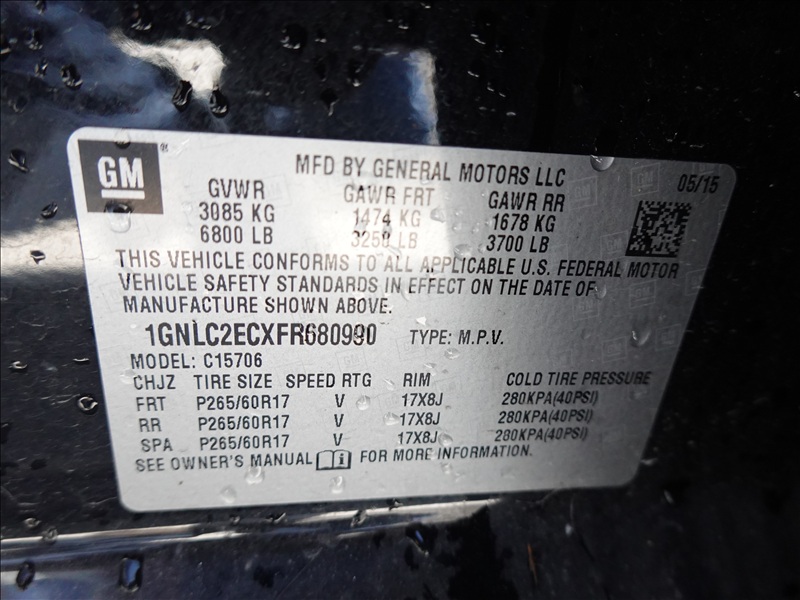 GM ®
MFD BY GENERAL MOTORS LLC 05/15
GVWR GAWR FRT GAWR RR
3085 KG 1474 KG 1678 KG
6800 LB 3250 LB 3700 LB
THIS VEHICLE CONFORMS TO ALL APPLICABLE U.S. FEDERAL MOTOR
VEHICLE SAFETY STANDARDS IN EFFECT ON THE DATE OF
MANUFACTURE SHOWN ABOVE.
1GNLC2ECXFR680990 TYPE: M.P.V.
MODEL: C15706
CHJZ TIRE SIZE SPEED RTG RIM COLD TIRE PRESSURE
FRT P265/60R17 V 17X8J 280KPA(40PSI)
RR P265/60R17 V 17X8J 280KPA(40PSI)
SPA P265/60R17 V 17X8J 280KPA(40PSI)
SEE OWNER'S MANUAL FOR MORE INFORMATION.